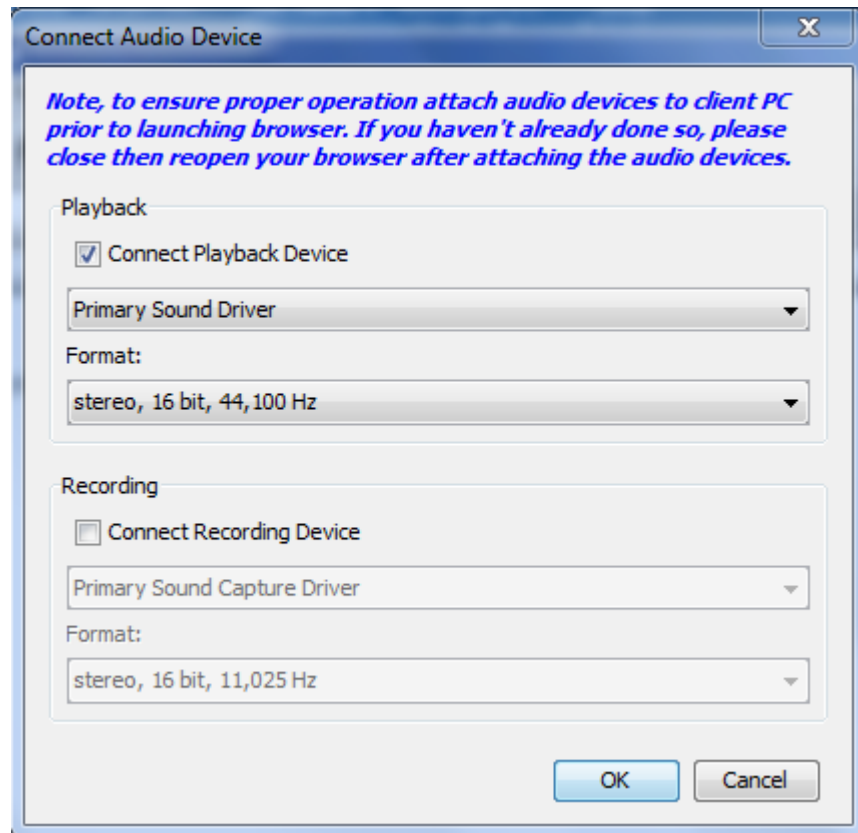 Connect Audio Device
Note, to ensure proper operation attach audio devices to client PC
prior to launching browser. If you haven't already done so, please
close then reopen your browser after attaching the audio devices.
Playback
Connect Playback Device
Primary Sound Driver
Format:
stereo, 16 bit, 44,100 Hz
Recording
Connect Recording Device
Primary Sound Capture Driver
Format:
stereo, 16 bit, 11,025 Hz
OK Cancel